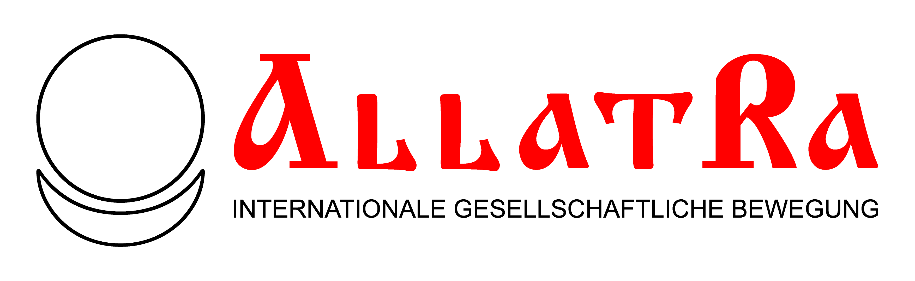 AllatRa
INTERNATIONALE GESELLSCHAFTLICHE BEWEGUNG